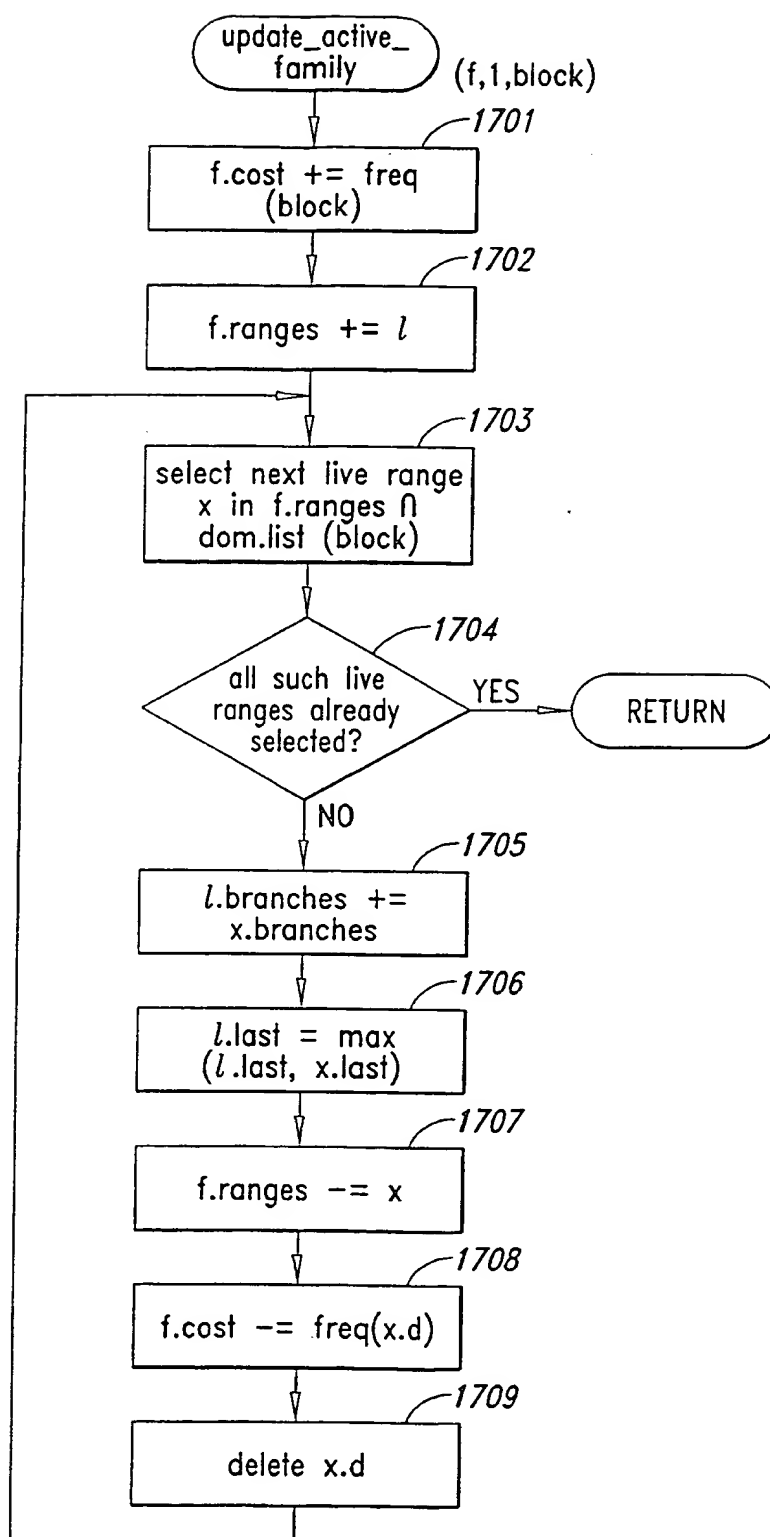 update_active_
family
(f,1,block)
1701
f.cost += freq
(block)
1702
f.ranges += l
1703
select next live range
x in f.ranges ∩
dom.list (block)
1704
all such live
ranges already
selected?
YES
RETURN
NO
1705
l.branches +=
x.branches
1706
l.last = max
(l.last, x.last)
1707
f.ranges –= x
1708
f.cost –= freq(x.d)
1709
delete x.d